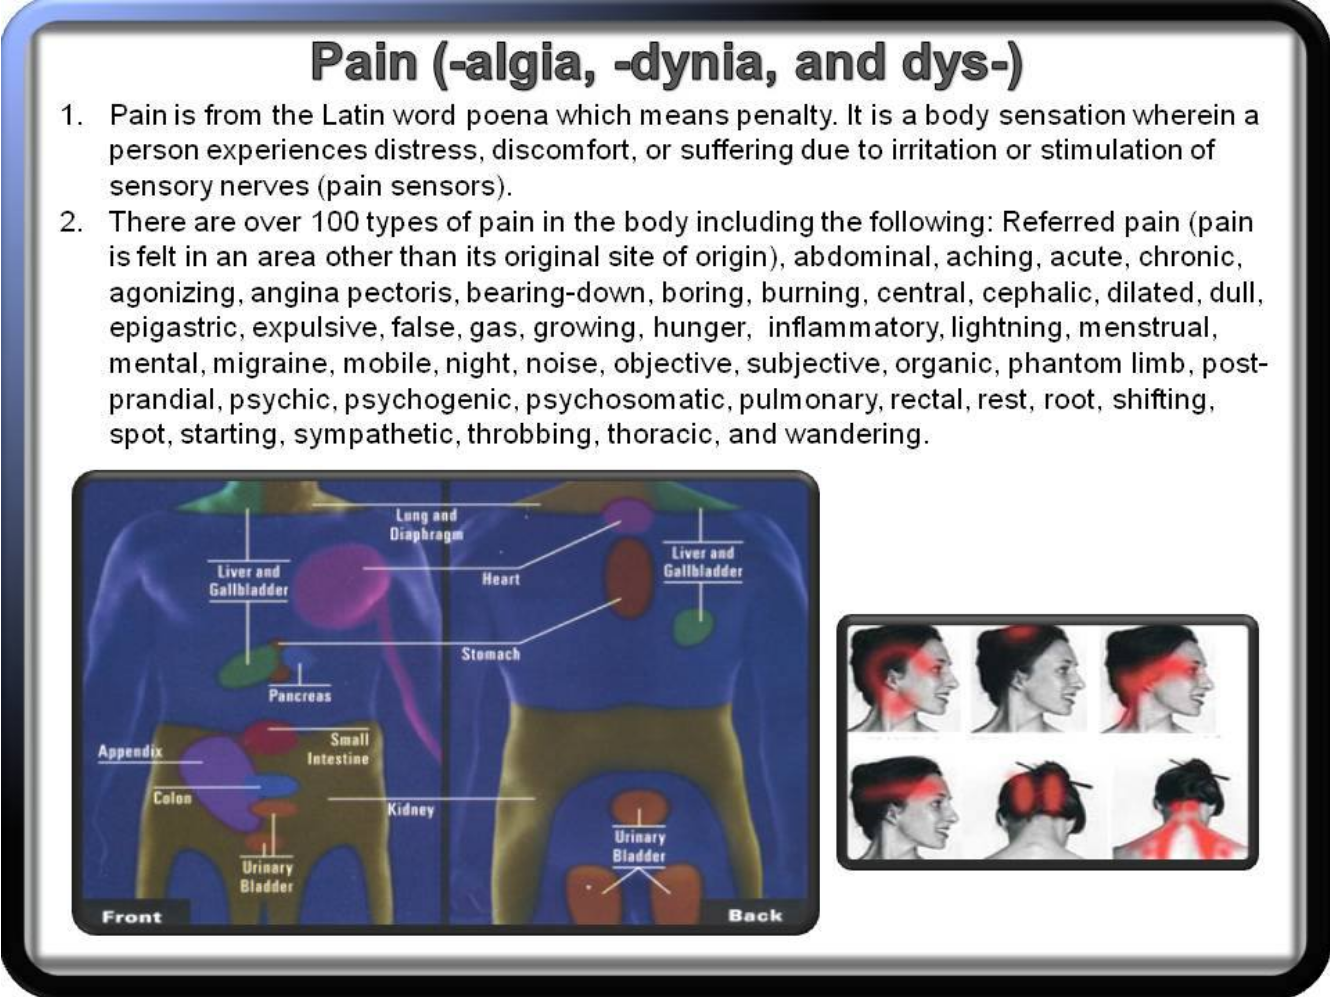 Pain (-algia, -dynia, and dys-)
1. Pain is from the Latin word poena which means penalty. It is a body sensation wherein a
person experiences distress, discomfort, or suffering due to irritation or stimulation of
sensory nerves (pain sensors).
2. There are over 100 types of pain in the body including the following: Referred pain (pain
is felt in an area other than its original site of origin), abdominal, aching, acute, chronic,
agonizing, angina pectoris, bearing-down, boring, burning, central, cephalic, dilated, dull,
epigastric, expulsive, false, gas, growing, hunger, inflammatory, lightning, menstrual,
mental, migraine, mobile, night, noise, objective, subjective, organic, phantom limb, post-
prandial, psychic, psychogenic, psychosomatic, pulmonary, rectal, rest, root, shifting,
spot, starting, sympathetic, throbbing, thoracic, and wandering.
Lung and
Diaphragm
Liver and
Gallbladder
Heart
Liver and
Gallbladder
Stomach
Pancreas
Appendix
Small
Intestine
Colon
Kidney
Urinary
Bladder
Urinary
Bladder
Front
Back